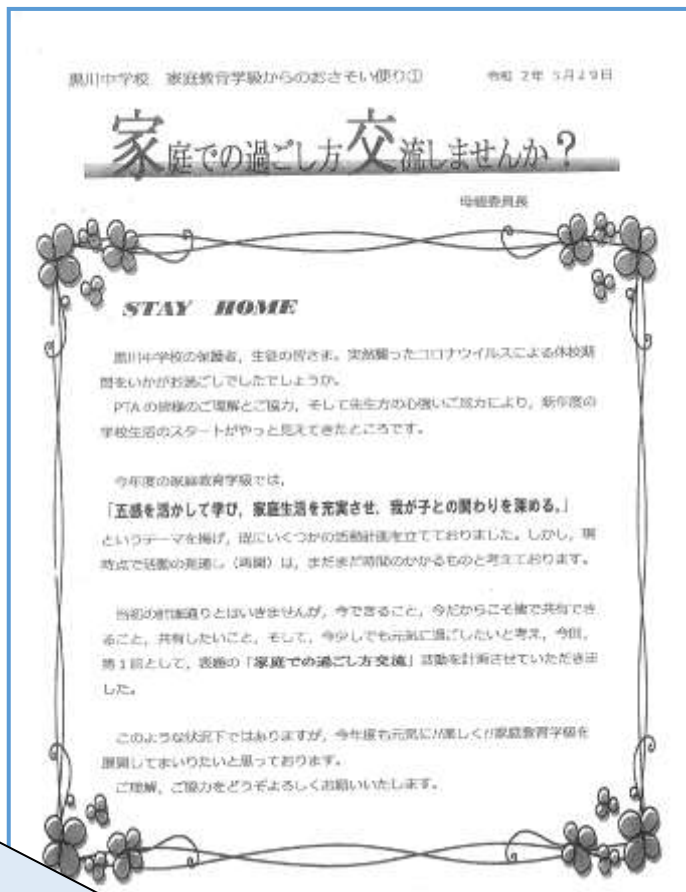 黒川中学校 家庭教育学級からのおさそい便り① 令和 2年 5月29日
家庭での過ごし方交流しませんか？
母親委員長
STAY HOME
黒川中学校の保護者，生徒の皆さま。突然襲ったコロナウイルスによる休校期
間をいかがお過ごしでしたでしょうか。
PTA の皆様のご理解とご協力，そして先生方の心強いご尽力により，新年度の
学校生活のスタートがやっと見えてきたところです。
今年度の家庭教育学級では，
「五感を活かして学び，家庭生活を充実させ，我が子との関わりを深める。」
というテーマを掲げ，既にいくつかの活動計画を立てておりました。しかし，現
時点で活動の見通し（再開）は，まだまだ時間のかかるものと考えております。
当初の計画通りとはいきませんが，今できること，今だからこそ皆で共有でき
ること，共有したいこと，そして，今少しでも元気に過ごしたいと考え，今回，
第１回として，表題の「家庭での過ごし方交流」活動を計画させていただきま
した。
このような状況下ではありますが，今年度も元気に!!楽しく!!家庭教育学級を
展開してまいりたいと思っております。
ご理解，ご協力をどうぞよろしくお願いいたします。